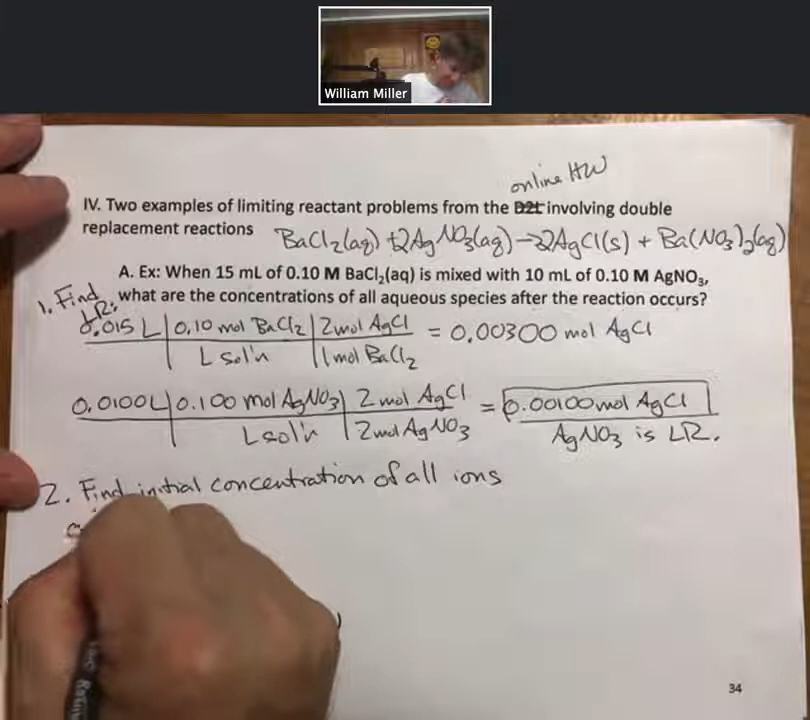 William Miller
online HW
IV. Two examples of limiting reactant problems from the D2L involving double
replacement reactions BaCl₂(aq) + 2AgNO₃(aq) → 2AgCl(s) + Ba(NO₃)₂(aq)
A. Ex: When 15 mL of 0.10 M BaCl₂(aq) is mixed with 10 mL of 0.10 M AgNO₃,
1. Find what are the concentrations of all aqueous species after the reaction occurs?
LR:
0.015 L | 0.10 mol BaCl₂ | 2 mol AgCl = 0.00300 mol AgCl
L sol'n | 1 mol BaCl₂
0.0100L | 0.100 mol AgNO₃ | 2 mol AgCl = 0.00100 mol AgCl
L sol'n | 2 mol AgNO₃ AgNO₃ is LR.
2. Find initial concentration of all ions
34